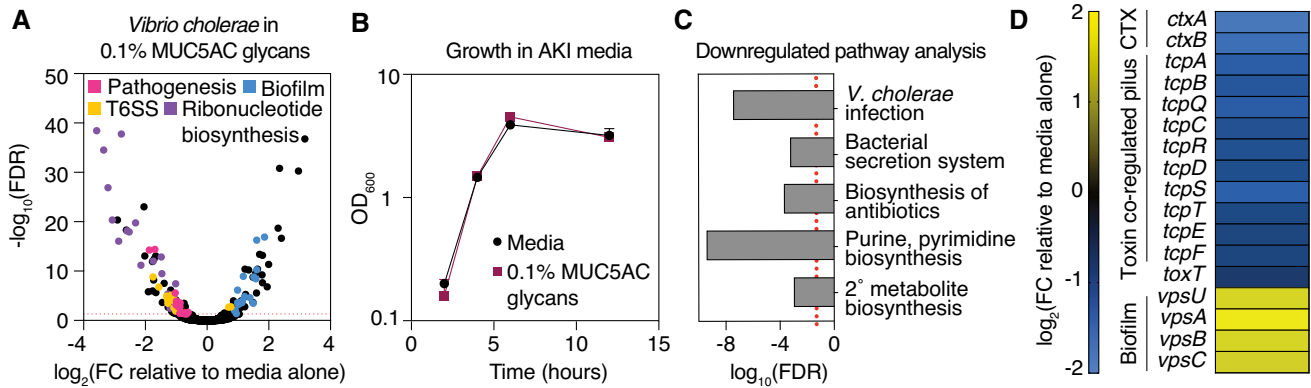 A
Vibrio cholerae in
0.1% MUC5AC glycans
50
40
30
20
10
0
-log10(FDR)
Pathogenesis
Biofilm
T6SS
Ribonucleotide
biosynthesis
-4
-2
0
2
4
log2(FC relative to media alone)
B
Growth in AKI media
10
1
0.1
OD600
Media
0.1% MUC5AC
glycans
0
5
10
15
Time (hours)
C
Downregulated pathway analysis
V. cholerae
infection
Bacterial
secretion system
Biosynthesis of
antibiotics
Purine, pyrimidine
biosynthesis
2° metabolite
biosynthesis
-8
-4
0
log10(FDR)
D
2
1
0
-1
-2
log2(FC relative to media alone)
CTX
Toxin co-regulated pilus
Biofilm
ctxA
ctxB
tcpA
tcpB
tcpQ
tcpC
tcpR
tcpD
tcpS
tcpT
tcpE
tcpF
toxT
vpsU
vpsA
vpsB
vpsC